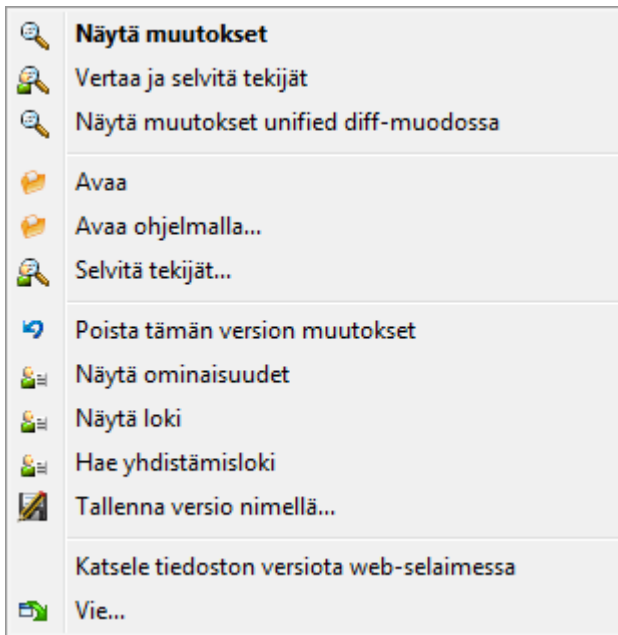 Näytä muutokset
Vertaa ja selvitä tekijät
Näytä muutokset unified diff-muodossa
Avaa
Avaa ohjelmalla...
Selvitä tekijät...
Poista tämän version muutokset
Näytä ominaisuudet
Näytä loki
Hae yhdistämisloki
Tallenna versio nimellä...
Katsele tiedoston versiota web-selaimessa
Vie...